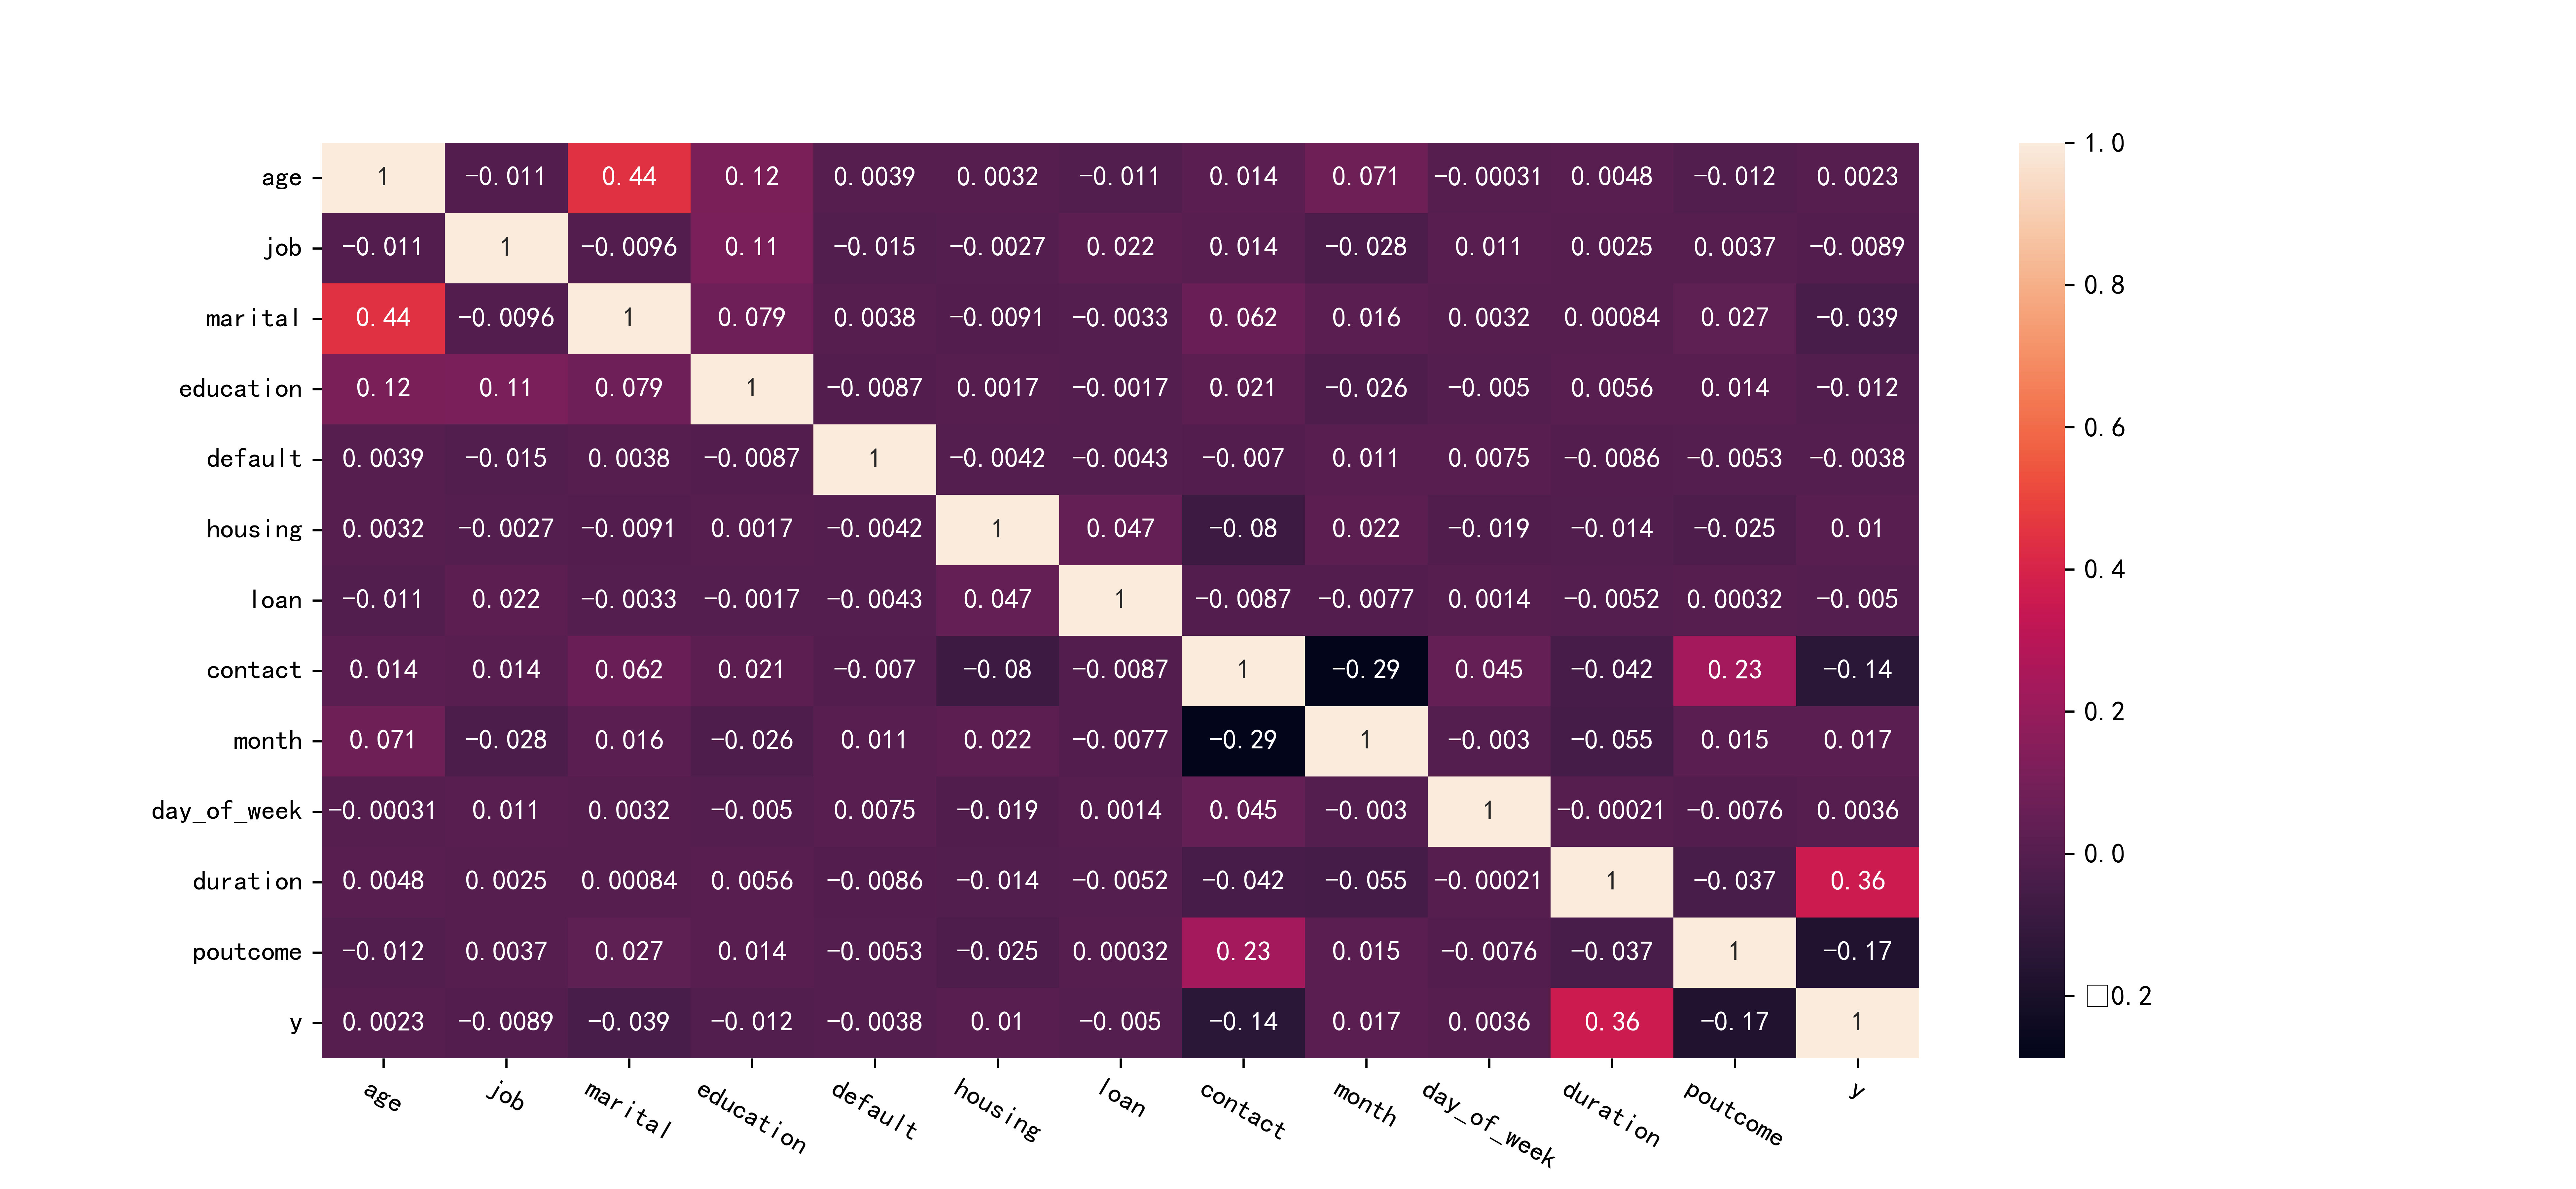 age 1 −0.011 0.44 0.12 0.0039 0.0032 −0.011 0.014 0.071 −0.00031 0.0048 −0.012 0.0023
job −0.011 1 −0.0096 0.11 −0.015 −0.0027 0.022 0.014 −0.028 0.011 0.0025 0.0037 −0.0089
marital 0.44 −0.0096 1 0.079 0.0038 −0.0091 −0.0033 0.062 0.016 0.0032 0.00084 0.027 −0.039
education 0.12 0.11 0.079 1 −0.0087 0.0017 −0.0017 0.021 −0.026 −0.005 0.0056 0.014 −0.012
default 0.0039 −0.015 0.0038 −0.0087 1 −0.0042 −0.0043 −0.007 0.011 0.0075 −0.0086 −0.0053 −0.0038
housing 0.0032 −0.0027 −0.0091 0.0017 −0.0042 1 0.047 −0.08 0.022 −0.019 −0.014 −0.025 0.01
loan −0.011 0.022 −0.0033 −0.0017 −0.0043 0.047 1 −0.0087 −0.0077 0.0014 −0.0052 0.00032 −0.005
contact 0.014 0.014 0.062 0.021 −0.007 −0.08 −0.0087 1 −0.29 0.045 −0.042 0.23 −0.14
month 0.071 −0.028 0.016 −0.026 0.011 0.022 −0.0077 −0.29 1 −0.003 −0.055 0.015 0.017
day_of_week −0.00031 0.011 0.0032 −0.005 0.0075 −0.019 0.0014 0.045 −0.003 1 −0.00021 −0.0076 0.0036
duration 0.0048 0.0025 0.00084 0.0056 −0.0086 −0.014 −0.0052 −0.042 −0.055 −0.00021 1 −0.037 0.36
poutcome −0.012 0.0037 0.027 0.014 −0.0053 −0.025 0.00032 0.23 0.015 −0.0076 −0.037 1 −0.17
y 0.0023 −0.0089 −0.039 −0.012 −0.0038 0.01 −0.005 −0.14 0.017 0.0036 0.36 −0.17 1
age job marital education default housing loan contact month day_of_week duration poutcome y
1.0
0.8
0.6
0.4
0.2
0.0
□0.2